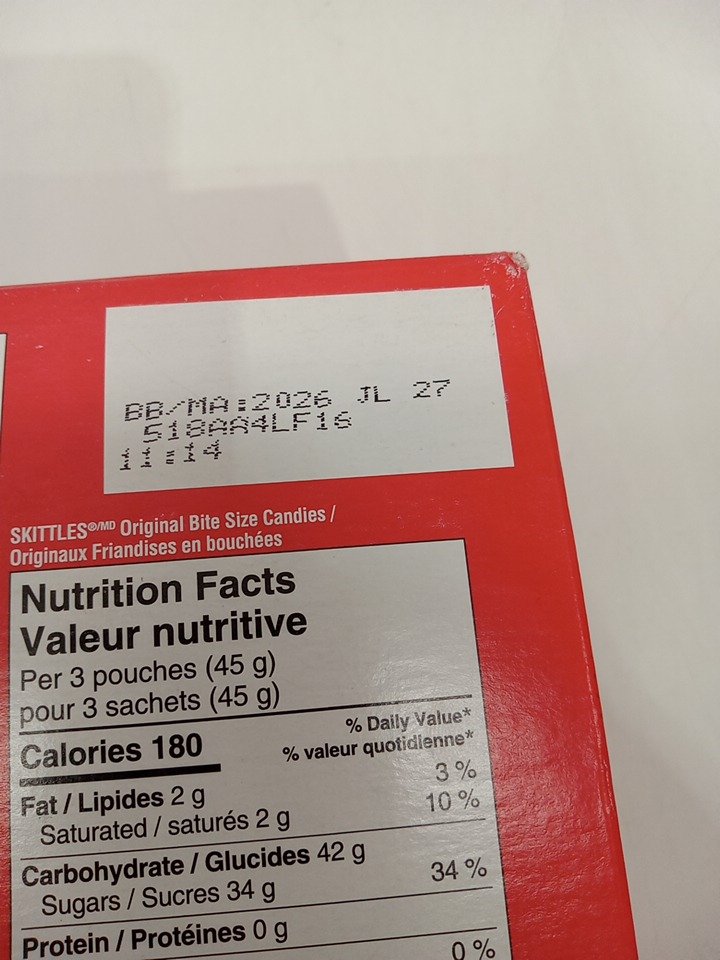 BB/MA:2026 JL 27
518AA4LF16
11:14
SKITTLES®/MD Original Bite Size Candies /
Originaux Friandises en bouchées
Nutrition Facts
Valeur nutritive
Per 3 pouches (45 g)
pour 3 sachets (45 g)
Calories 180
% Daily Value*
% valeur quotidienne*
Fat / Lipides 2 g 3 %
Saturated / saturés 2 g 10 %
Carbohydrate / Glucides 42 g
Sugars / Sucres 34 g 34 %
Protein / Protéines 0 g
0 %